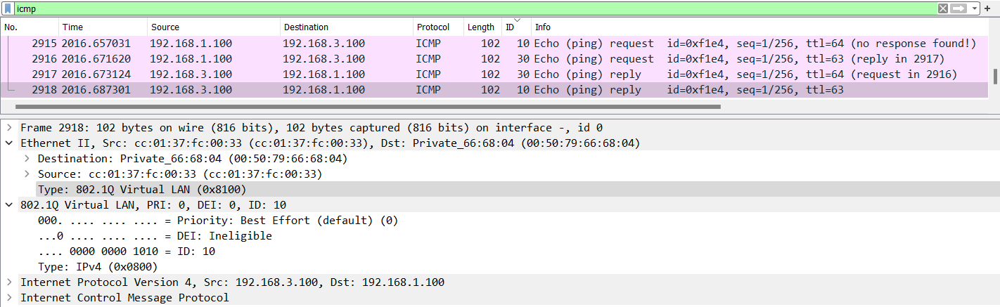 icmp
No. Time Source Destination Protocol Length ID Info
2915 2016.657031 192.168.1.100 192.168.3.100 ICMP 102 10 Echo (ping) request id=0xf1e4, seq=1/256, ttl=64 (no response found!)
2916 2016.671620 192.168.1.100 192.168.3.100 ICMP 102 30 Echo (ping) request id=0xf1e4, seq=1/256, ttl=63 (reply in 2917)
2917 2016.673124 192.168.3.100 192.168.1.100 ICMP 102 30 Echo (ping) reply id=0xf1e4, seq=1/256, ttl=64 (request in 2916)
2918 2016.687301 192.168.3.100 192.168.1.100 ICMP 102 10 Echo (ping) reply id=0xf1e4, seq=1/256, ttl=63
Frame 2918: 102 bytes on wire (816 bits), 102 bytes captured (816 bits) on interface -, id 0
Ethernet II, Src: cc:01:37:fc:00:33 (cc:01:37:fc:00:33), Dst: Private_66:68:04 (00:50:79:66:68:04)
Destination: Private_66:68:04 (00:50:79:66:68:04)
Source: cc:01:37:fc:00:33 (cc:01:37:fc:00:33)
Type: 802.1Q Virtual LAN (0x8100)
802.1Q Virtual LAN, PRI: 0, DEI: 0, ID: 10
000. .... .... .... = Priority: Best Effort (default) (0)
...0 .... .... .... = DEI: Ineligible
.... 0000 0000 1010 = ID: 10
Type: IPv4 (0x0800)
Internet Protocol Version 4, Src: 192.168.3.100, Dst: 192.168.1.100
Internet Control Message Protocol